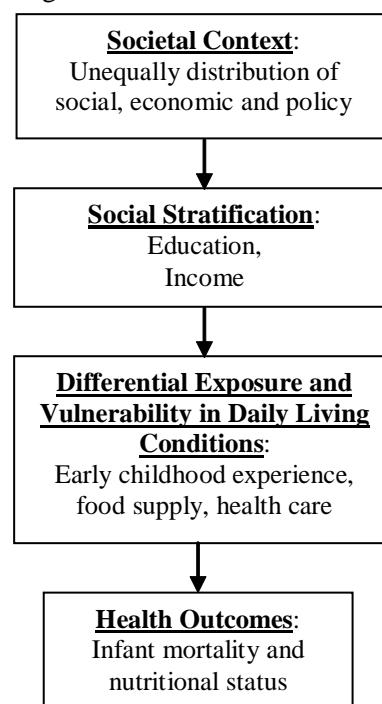 Societal Context:
Unequally distribution of
social, economic and policy
Social Stratification:
Education,
Income
Differential Exposure and
Vulnerability in Daily Living
Conditions:
Early childhood experience,
food supply, health care
Health Outcomes:
Infant mortality and
nutritional status